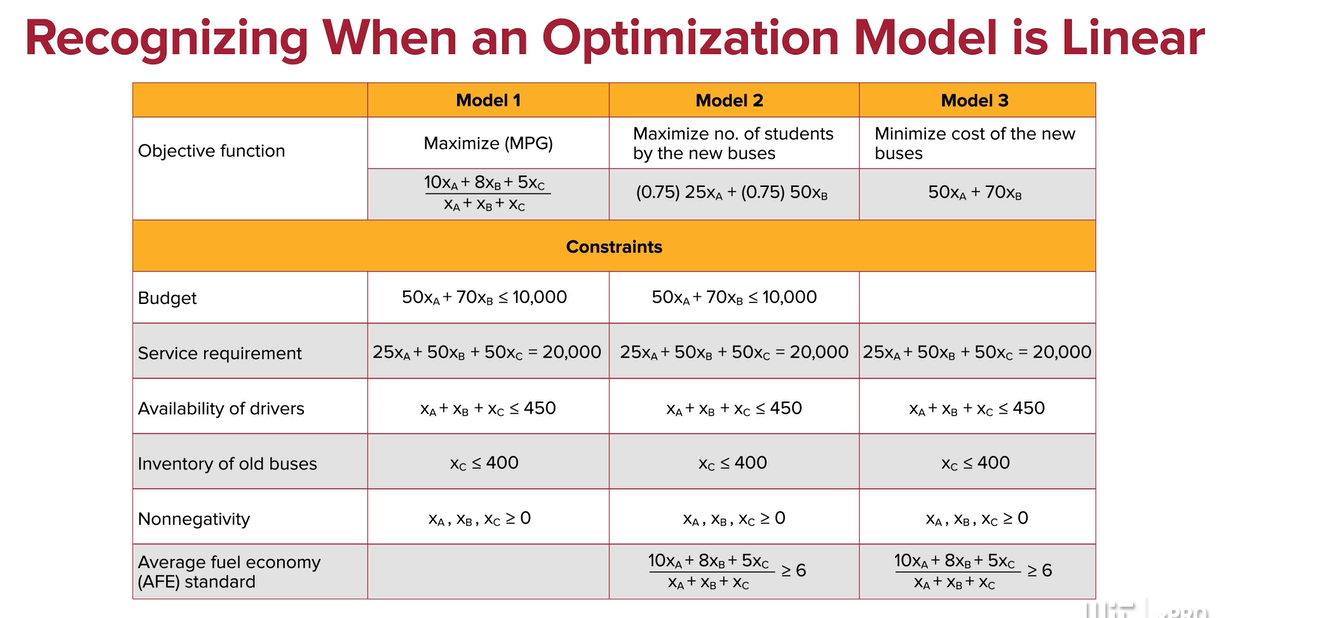 Recognizing When an Optimization Model is Linear
Model 1 Model 2 Model 3
Objective function
Maximize (MPG)
Maximize no. of students
by the new buses
Minimize cost of the new
buses
10xA + 8xB + 5xC
xA + xB + xC
(0.75) 25xA + (0.75) 50xB
50xA + 70xB
Constraints
Budget 50xA + 70xB ≤ 10,000 50xA + 70xB ≤ 10,000
Service requirement 25xA + 50xB + 50xC = 20,000 25xA + 50xB + 50xC = 20,000 25xA + 50xB + 50xC = 20,000
Availability of drivers xA + xB + xC ≤ 450 xA + xB + xC ≤ 450 xA + xB + xC ≤ 450
Inventory of old buses xC ≤ 400 xC ≤ 400 xC ≤ 400
Nonnegativity xA, xB, xC ≥ 0 xA, xB, xC ≥ 0 xA, xB, xC ≥ 0
Average fuel economy
(AFE) standard
10xA + 8xB + 5xC
xA + xB + xC
≥ 6
10xA + 8xB + 5xC
xA + xB + xC
≥ 6